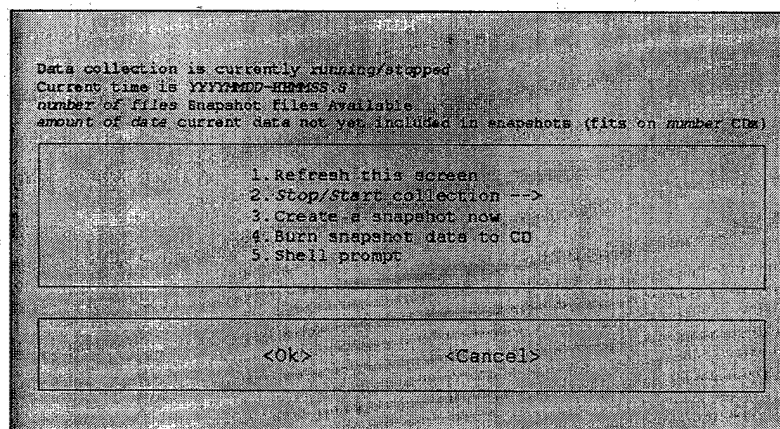 Data collection is currently running/stopped
Current time is YYYYMMDD-HHMMSS.S
number of files Snapshot files Available
amount of data current data not yet included in snapshots (fits on number CDs)
1. Refresh this screen
2. Stop/Start collection -->
3. Create a snapshot now
4. Burn snapshot data to CD
5. Shell prompt
<Ok> <Cancel>